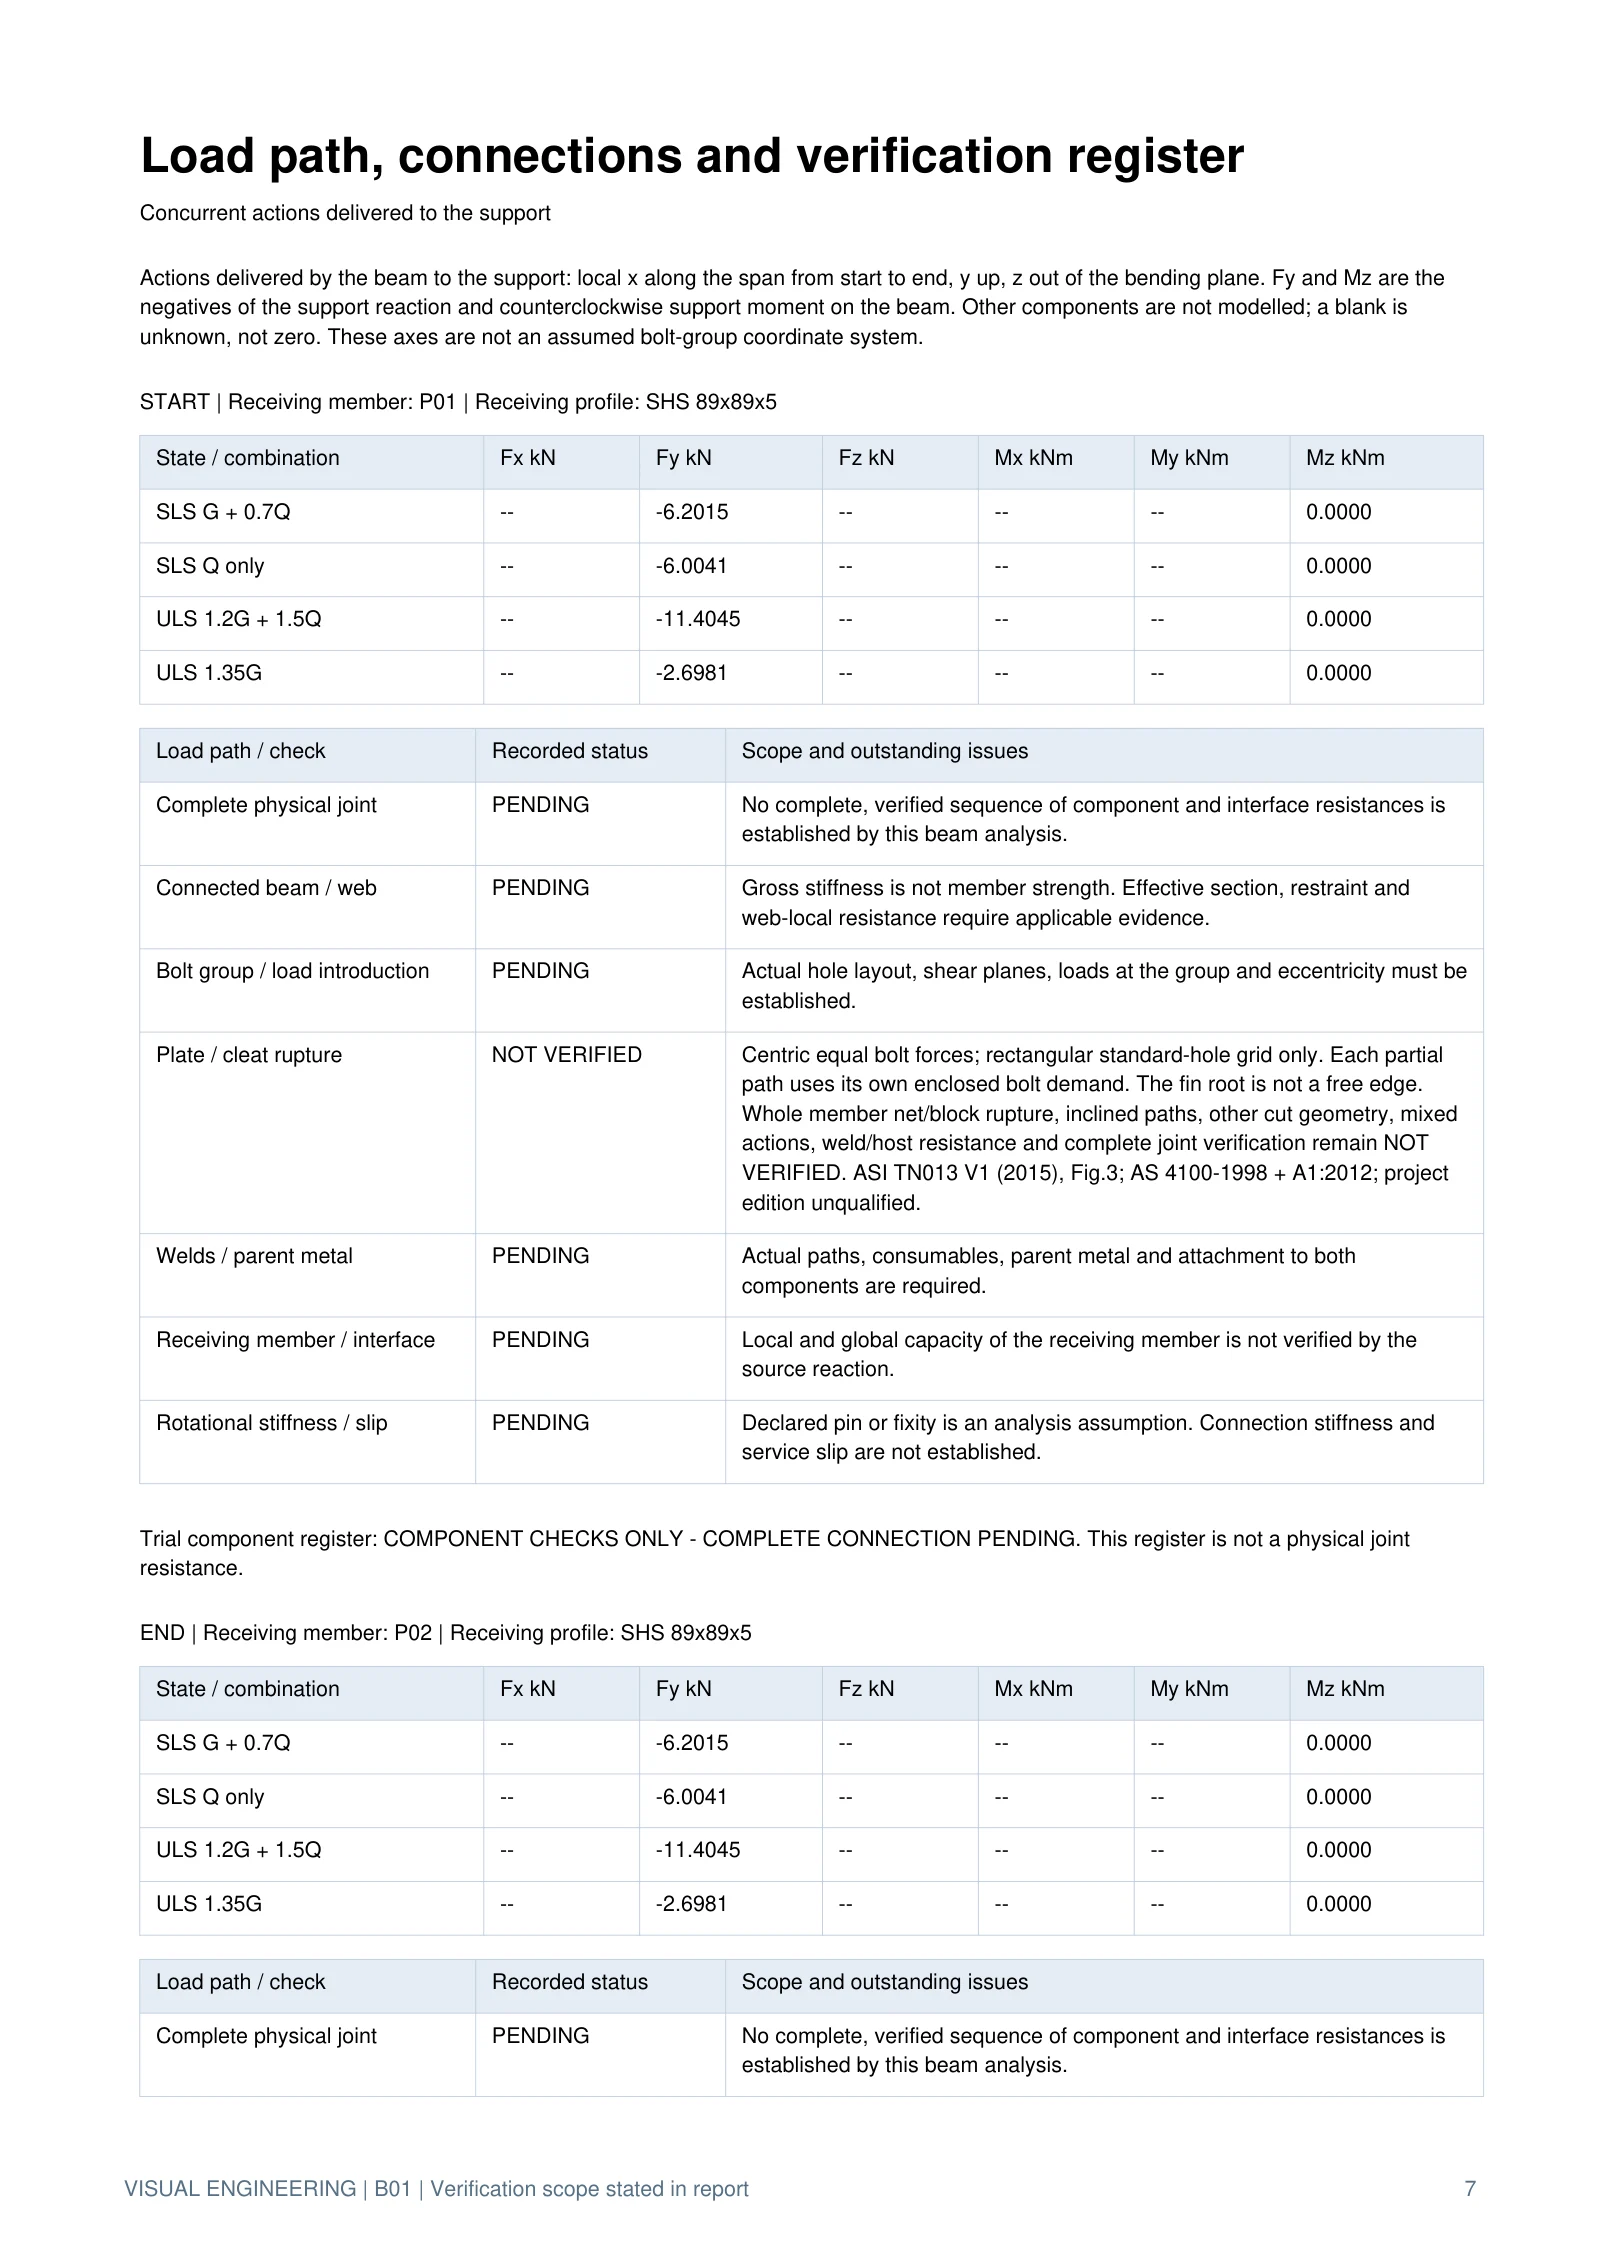 Load path, connections and verification register
Concurrent actions delivered to the support
Actions delivered by the beam to the support: local x along the span from start to end, y up, z out of the bending plane. Fy and Mz are the
negatives of the support reaction and counterclockwise support moment on the beam. Other components are not modelled; a blank is
unknown, not zero. These axes are not an assumed bolt-group coordinate system.
START | Receiving member: P01 | Receiving profile: SHS 89x89x5
State / combination Fx kN Fy kN Fz kN Mx kNm My kNm Mz kNm
SLS G + 0.7Q -- -6.2015 -- -- -- 0.0000
SLS Q only -- -6.0041 -- -- -- 0.0000
ULS 1.2G + 1.5Q -- -11.4045 -- -- -- 0.0000
ULS 1.35G -- -2.6981 -- -- -- 0.0000
Load path / check Recorded status Scope and outstanding issues
Complete physical joint PENDING No complete, verified sequence of component and interface resistances is
established by this beam analysis.
Connected beam / web PENDING Gross stiffness is not member strength. Effective section, restraint and
web-local resistance require applicable evidence.
Bolt group / load introduction PENDING Actual hole layout, shear planes, loads at the group and eccentricity must be
established.
Plate / cleat rupture NOT VERIFIED Centric equal bolt forces; rectangular standard-hole grid only. Each partial
path uses its own enclosed bolt demand. The fin root is not a free edge.
Whole member net/block rupture, inclined paths, other cut geometry, mixed
actions, weld/host resistance and complete joint verification remain NOT
VERIFIED. ASI TN013 V1 (2015), Fig.3; AS 4100-1998 + A1:2012; project
edition unqualified.
Welds / parent metal PENDING Actual paths, consumables, parent metal and attachment to both
components are required.
Receiving member / interface PENDING Local and global capacity of the receiving member is not verified by the
source reaction.
Rotational stiffness / slip PENDING Declared pin or fixity is an analysis assumption. Connection stiffness and
service slip are not established.
Trial component register: COMPONENT CHECKS ONLY - COMPLETE CONNECTION PENDING. This register is not a physical joint
resistance.
END | Receiving member: P02 | Receiving profile: SHS 89x89x5
State / combination Fx kN Fy kN Fz kN Mx kNm My kNm Mz kNm
SLS G + 0.7Q -- -6.2015 -- -- -- 0.0000
SLS Q only -- -6.0041 -- -- -- 0.0000
ULS 1.2G + 1.5Q -- -11.4045 -- -- -- 0.0000
ULS 1.35G -- -2.6981 -- -- -- 0.0000
Load path / check Recorded status Scope and outstanding issues
Complete physical joint PENDING No complete, verified sequence of component and interface resistances is
established by this beam analysis.
VISUAL ENGINEERING | B01 | Verification scope stated in report 7